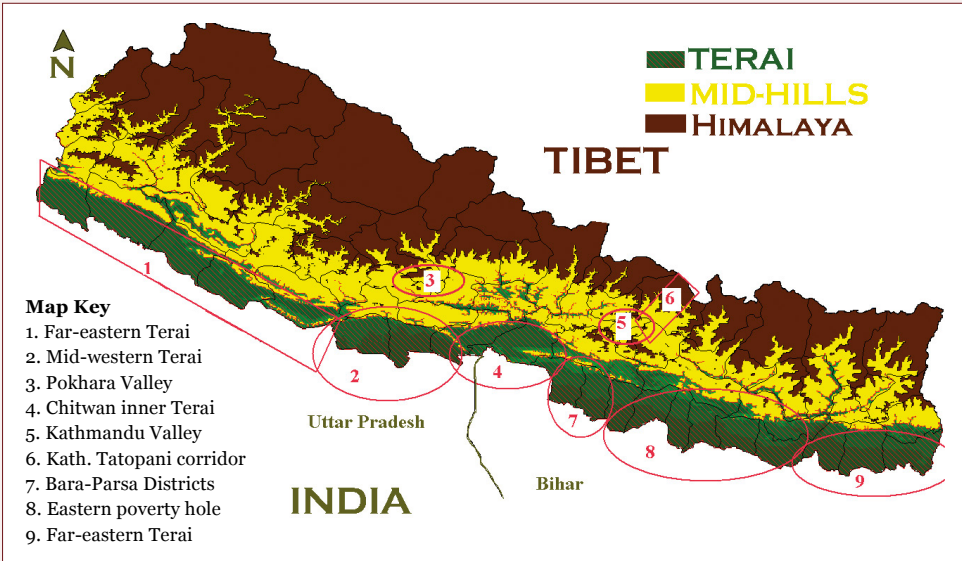 N
TERAI
MID-HILLS
HIMALAYA
TIBET
1
3
6
5
Map Key
1. Far-eastern Terai
2. Mid-western Terai
3. Pokhara Valley
4. Chitwan inner Terai
5. Kathmandu Valley
6. Kath. Tatopani corridor
7. Bara-Parsa Districts
8. Eastern poverty hole
9. Far-eastern Terai
2
4
7
8
9
Uttar Pradesh
Bihar
INDIA